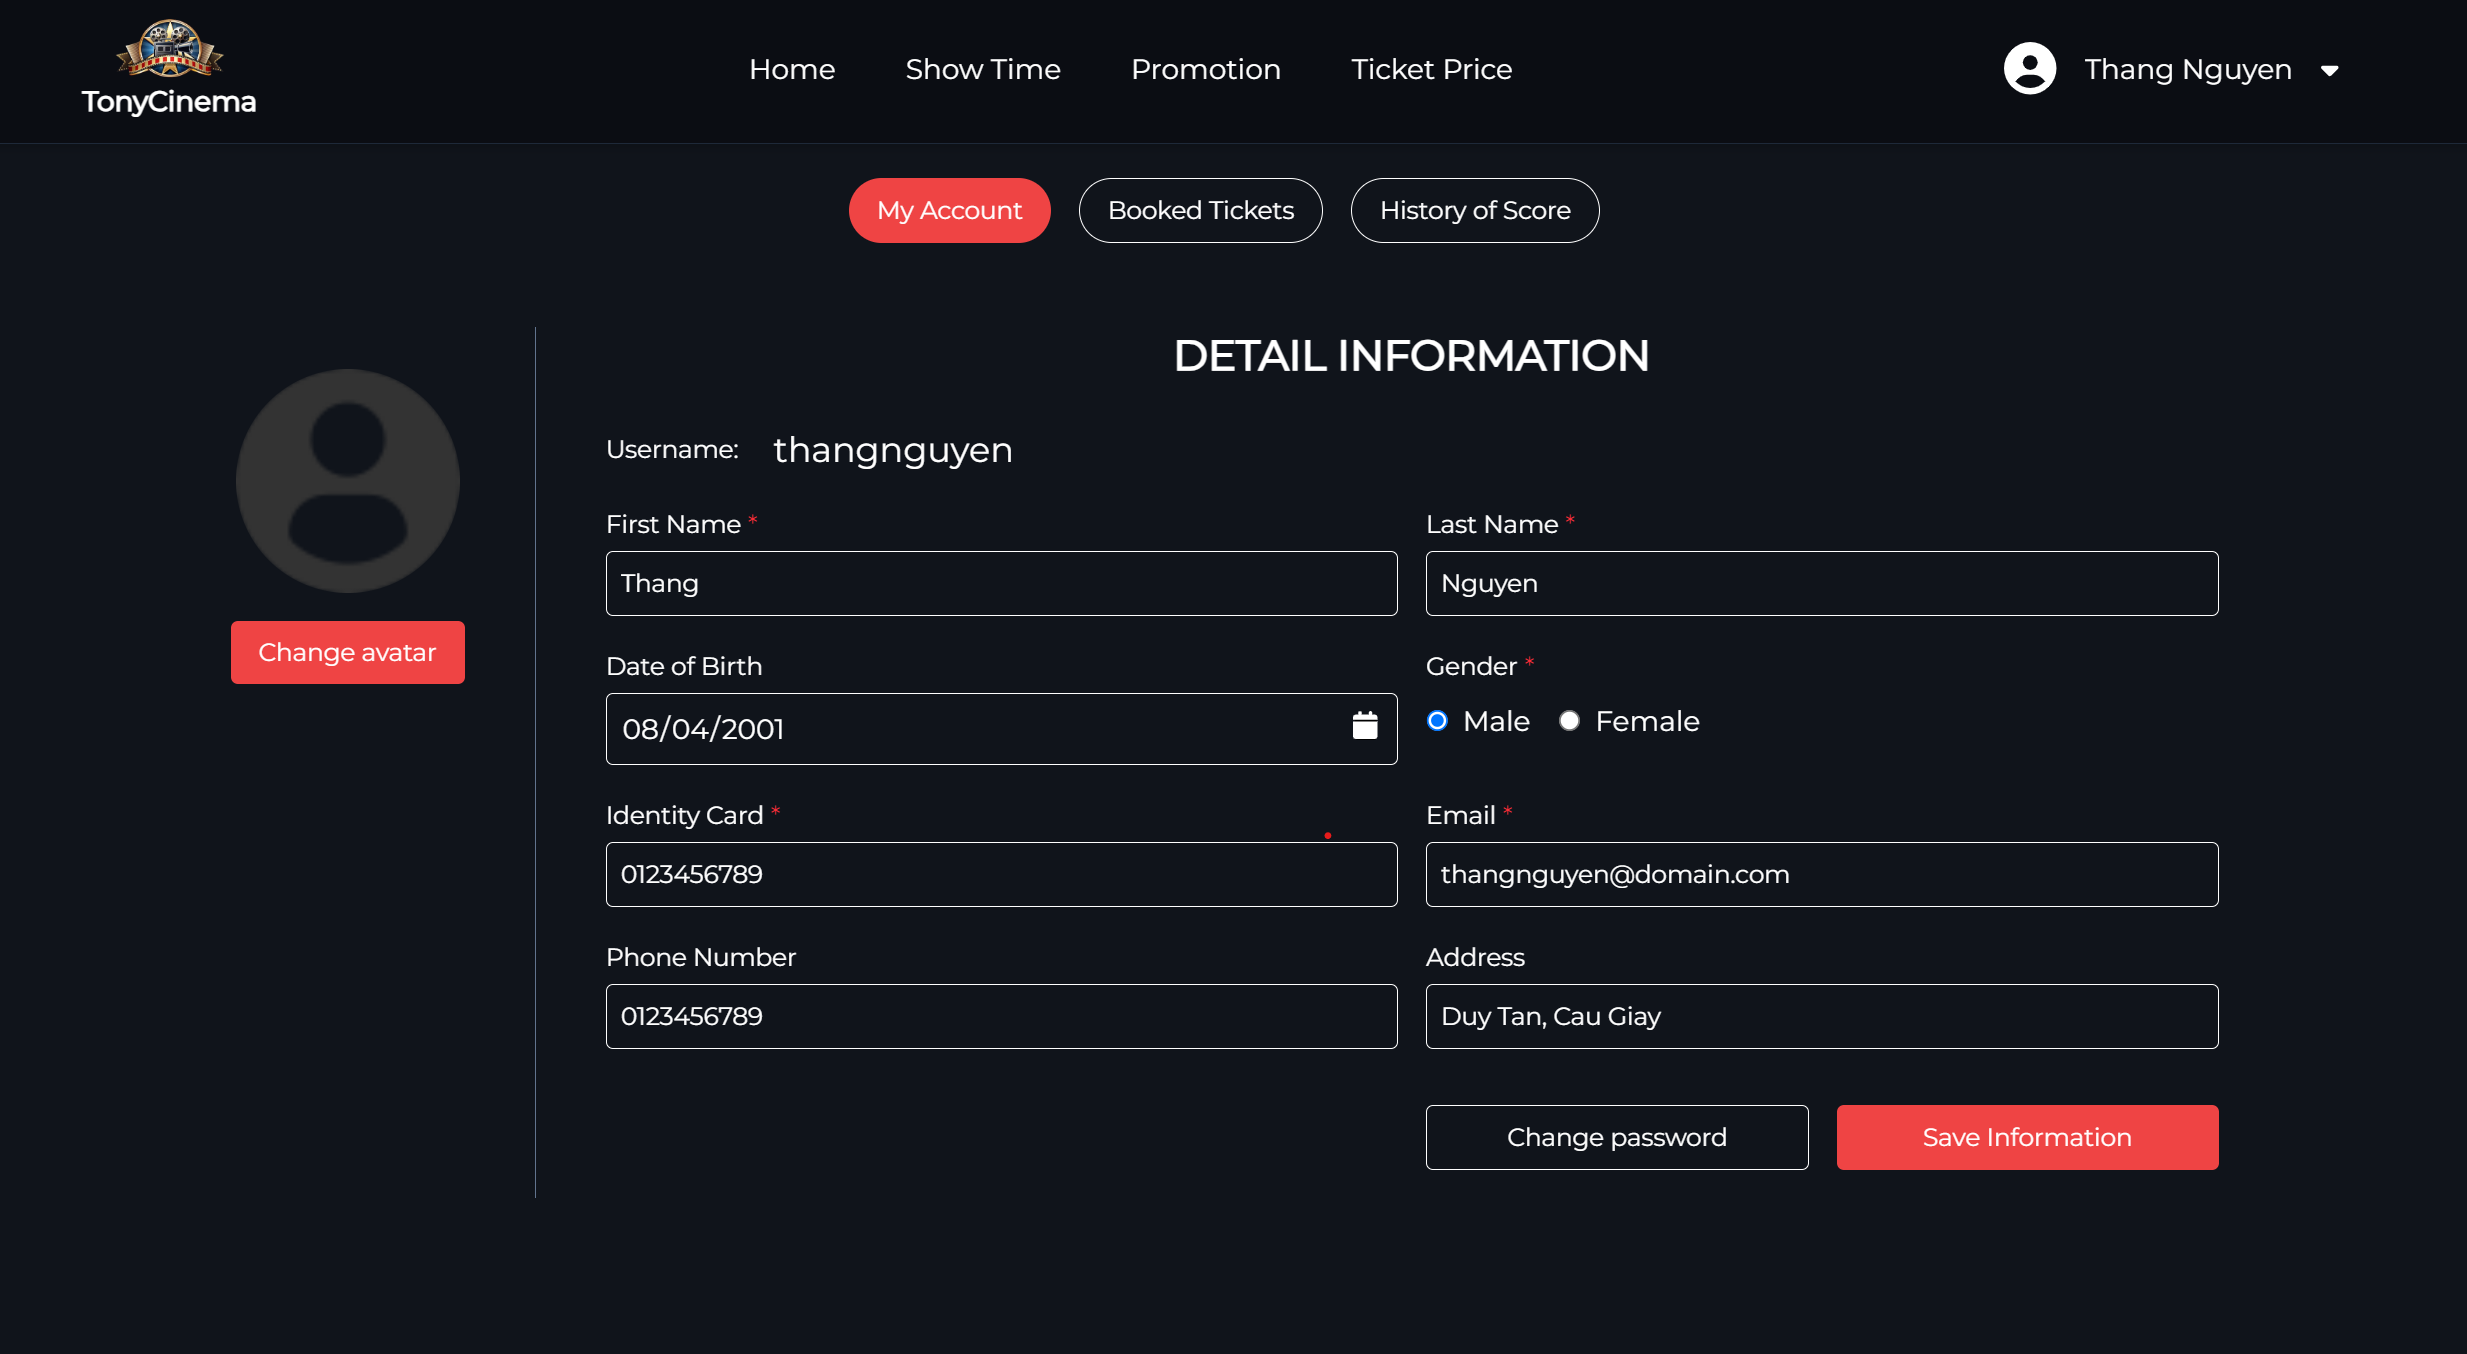 TonyCinema
Home Show Time Promotion Ticket Price
Thang Nguyen
My Account Booked Tickets History of Score
DETAIL INFORMATION
Username: thangnguyen
First Name * Last Name *
Thang Nguyen
Change avatar
Date of Birth Gender *
08/04/2001 Male Female
Identity Card * Email *
0123456789 thangnguyen@domain.com
Phone Number Address
0123456789 Duy Tan, Cau Giay
Change password Save Information